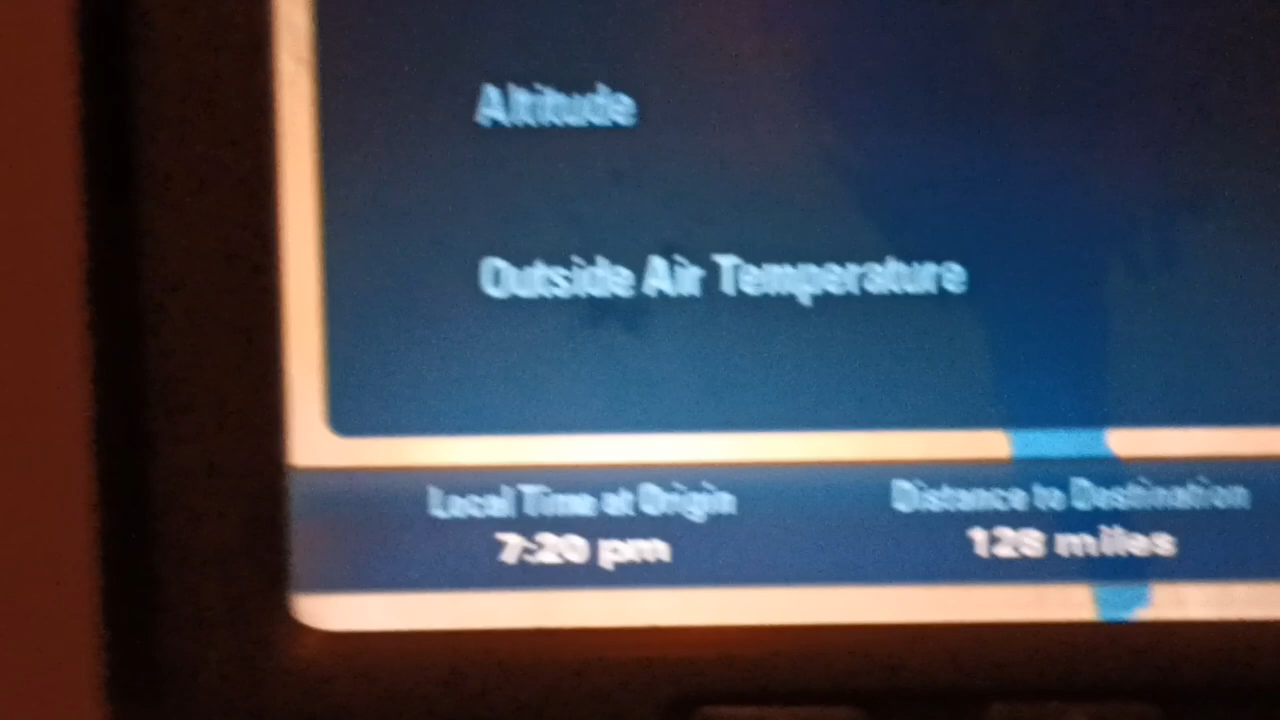 Altitude
Outside Air Temperature
Local Time at Origin
7:20 pm
Distance to Destination
128 miles